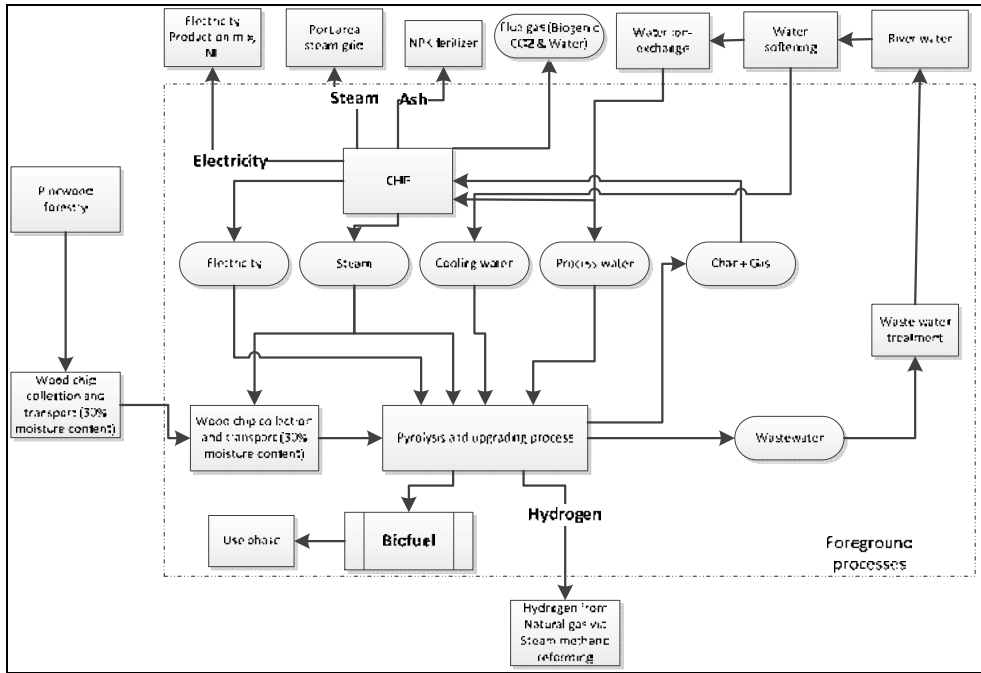 Electricity
Production mix,
NL
Port area
steam grid
NPK fertilizer
Flue gas (Biogenic
CO2 & Water)
Water ion-
exchange
Water
softening
River water
Steam
Ash
Electricity
CHP
Pinewood
forestry
Electricity
Steam
Cooling water
Process water
Char + Gas
Waste water
treatment
Wood chip
collection and
transport (30%
moisture content)
Wood chip collection
and transport (30%
moisture content)
Pyrolysis and upgrading process
Wastewater
Hydrogen
Use phase
Biofuel
Foreground
processes
Hydrogen from
Natural gas via
Steam methane
reforming